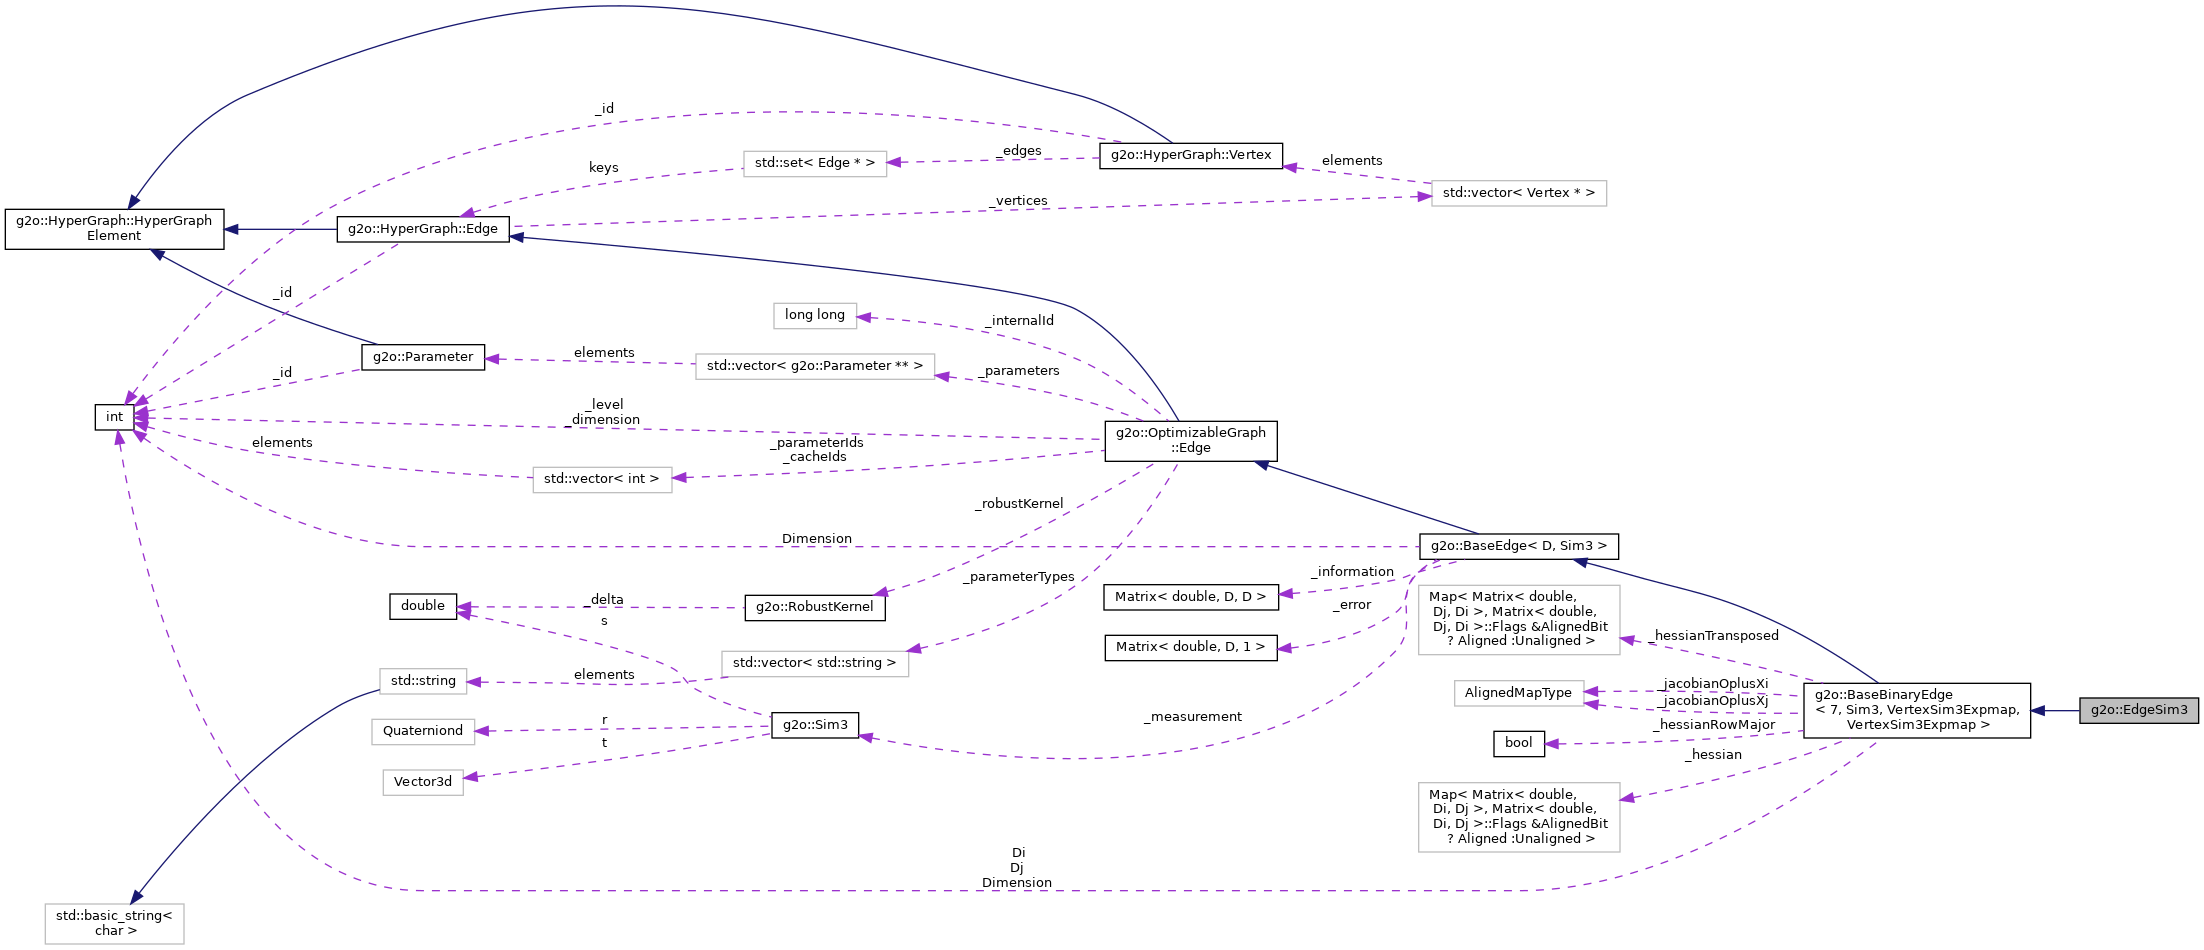 _id
_edges
keys
std::set< Edge * >
g2o::HyperGraph::Vertex
elements
std::vector< Vertex * >
_vertices
g2o::HyperGraph::HyperGraph
Element
g2o::HyperGraph::Edge
_id
long long
_internalId
g2o::Parameter
elements
std::vector< g2o::Parameter ** >
_parameters
_id
int
_level
_dimension
g2o::OptimizableGraph
::Edge
elements
_parameterIds
_cacheIds
std::vector< int >
_robustKernel
Dimension
g2o::BaseEdge< D, Sim3 >
_parameterTypes
_information
Matrix< double, D, D >
_error
Matrix< double, D, 1 >
double
_delta
s
g2o::RobustKernel
Map< Matrix< double,
Dj, Di >, Matrix< double,
Dj, Di >::Flags &AlignedBit
? Aligned :Unaligned >
_hessianTransposed
std::vector< std::string >
std::string
elements
AlignedMapType
_jacobianOplusXi
_jacobianOplusXj
g2o::BaseBinaryEdge
< 7, Sim3, VertexSim3Expmap,
VertexSim3Expmap >
g2o::EdgeSim3
Quaterniond
r
t
g2o::Sim3
_measurement
bool
_hessianRowMajor
_hessian
Vector3d
Map< Matrix< double,
Di, Dj >, Matrix< double,
Di, Dj >::Flags &AlignedBit
? Aligned :Unaligned >
Di
Dj
Dimension
std::basic_string<
char >